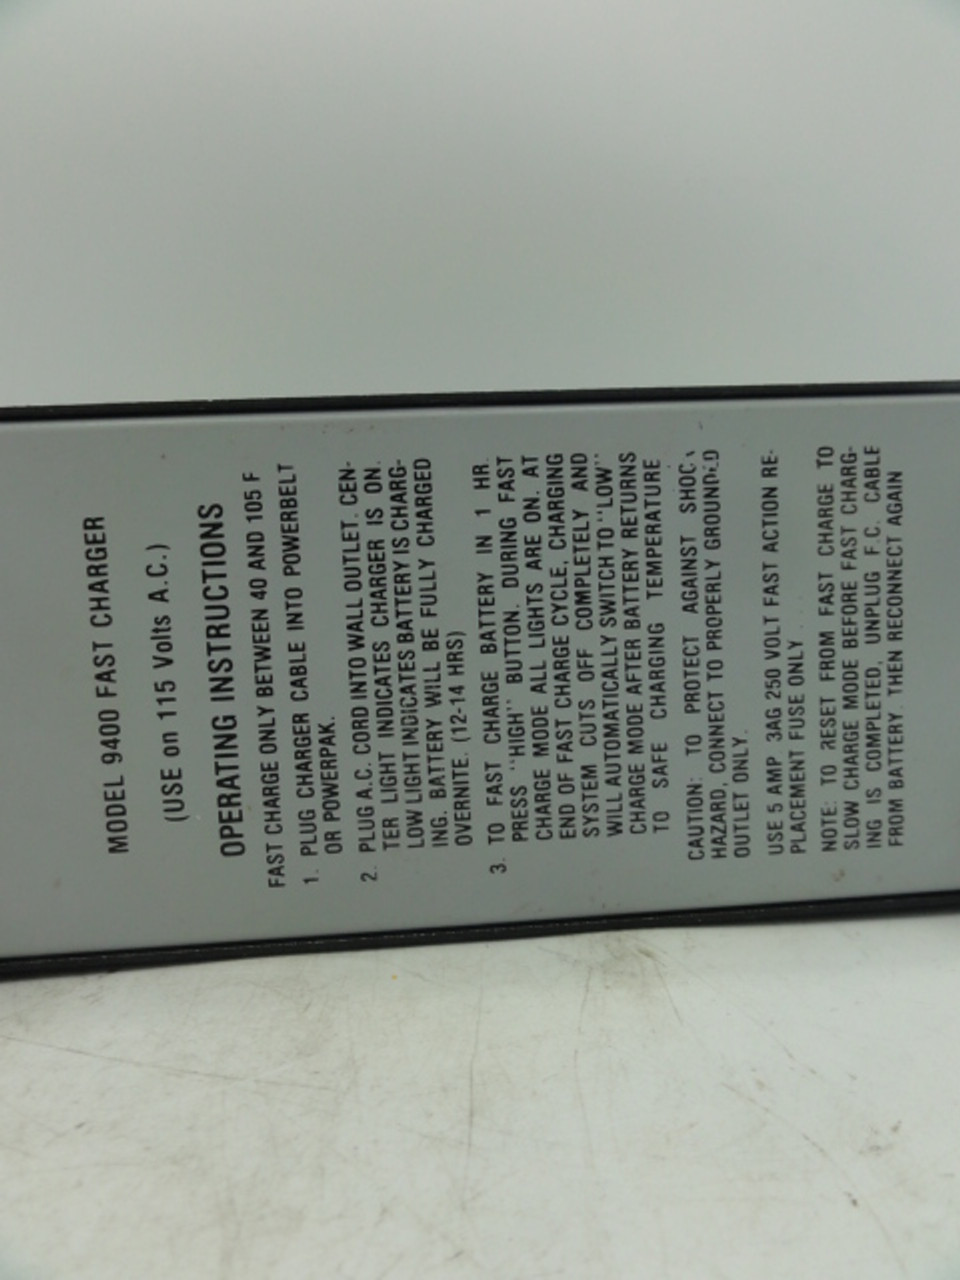 MODEL 9400 FAST CHARGER
(USE on 115 Volts A.C.)
OPERATING INSTRUCTIONS
FAST CHARGE ONLY BETWEEN 40 AND 105 F
1. PLUG CHARGER CABLE INTO POWERBELT
OR POWERPAK.
2. PLUG A.C. CORD INTO WALL OUTLET. CEN-
TER LIGHT INDICATES CHARGER IS ON.
LOW LIGHT INDICATES BATTERY IS CHARG-
ING. BATTERY WILL BE FULLY CHARGED
OVERNITE. (12-14 HRS)
3. TO FAST CHARGE BATTERY IN 1 HR.
PRESS "HIGH" BUTTON. DURING FAST
CHARGE MODE ALL LIGHTS ARE ON. AT
END OF FAST CHARGE CYCLE, CHARGING
SYSTEM CUTS OFF COMPLETELY AND
WILL AUTOMATICALLY SWITCH TO "LOW"
CHARGE MODE AFTER BATTERY RETURNS
TO SAFE CHARGING TEMPERATURE
CAUTION: TO PROTECT AGAINST SHOCK
HAZARD, CONNECT TO PROPERLY GROUNDED
OUTLET ONLY.
USE 5 AMP. 3AG 250 VOLT FAST ACTION RE-
PLACEMENT FUSE ONLY.
NOTE: TO RESET FROM FAST CHARGE TO
SLOW CHARGE MODE BEFORE FAST CHARG-
ING IS COMPLETED, UNPLUG F.C. CABLE
FROM BATTERY. THEN RECONNECT AGAIN